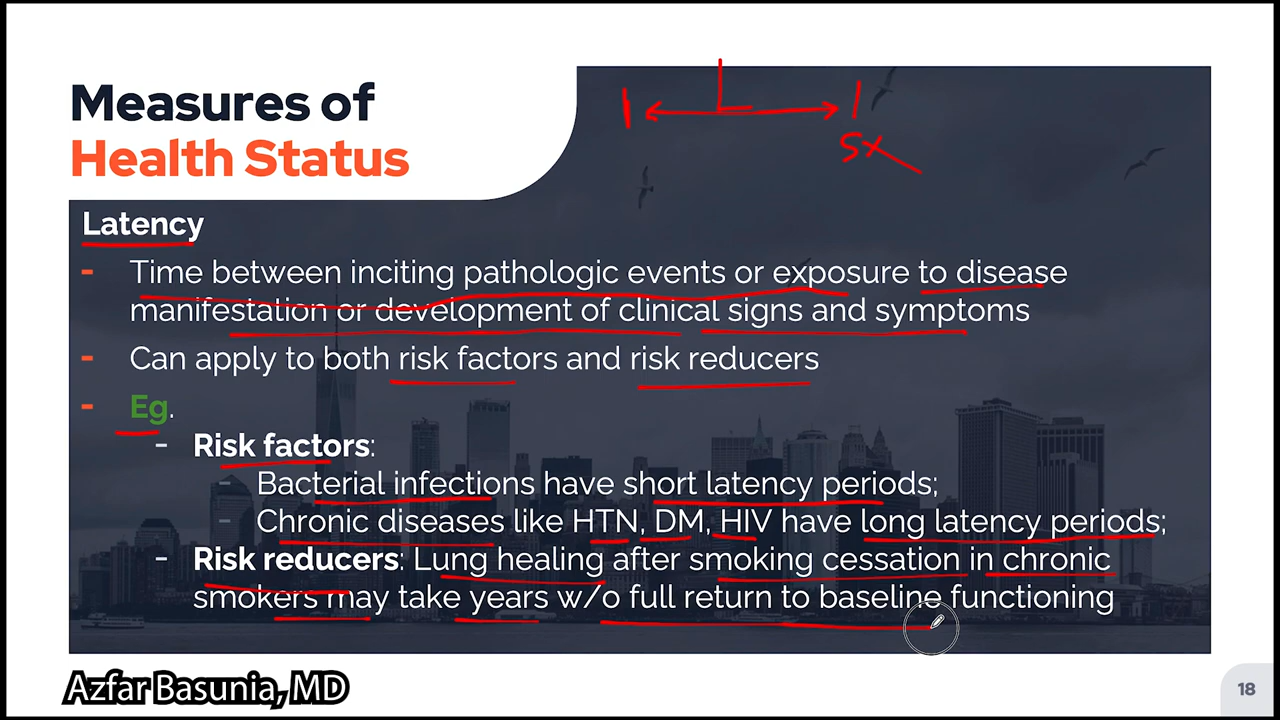 Measures of
Health Status
L
Sx
Latency
- Time between inciting pathologic events or exposure to disease
manifestation or development of clinical signs and symptoms
- Can apply to both risk factors and risk reducers
- Eg.
- Risk factors:
- Bacterial infections have short latency periods;
- Chronic diseases like HTN, DM, HIV have long latency periods;
- Risk reducers: Lung healing after smoking cessation in chronic
smokers may take years w/o full return to baseline functioning
Azfar Basunia, MD
18